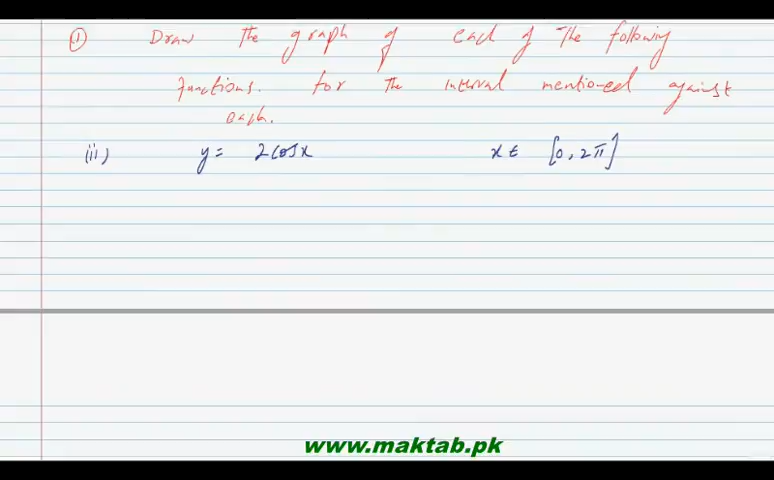 ① Draw the graph of each of the following
functions. for the interval mentioned against
each.
(ii) y = 2cosx x ∈ [0, 2π]
www.maktab.pk